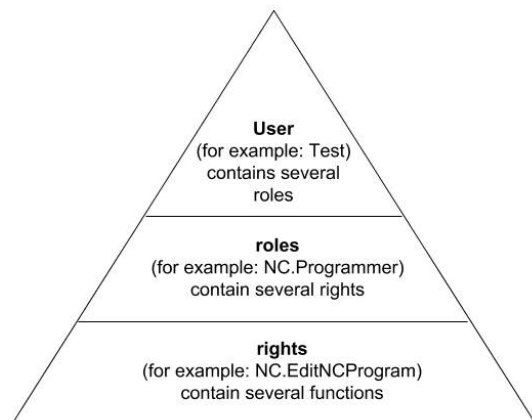 User
(for example: Test)
contains several
roles
roles
(for example: NC.Programmer)
contain several rights
rights
(for example: NC.EditNCProgram)
contain several functions